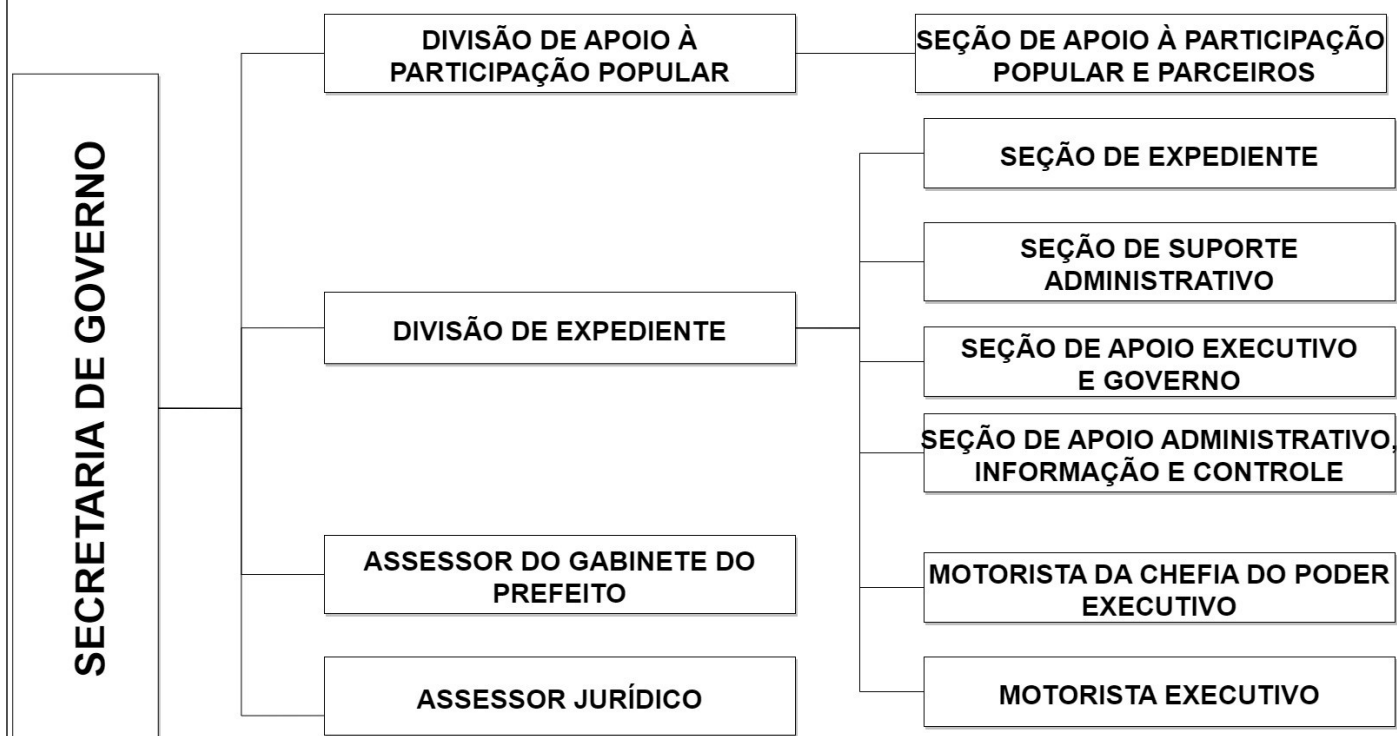 SECRETARIA DE GOVERNO
DIVISÃO DE APOIO À
PARTICIPAÇÃO POPULAR
SEÇÃO DE APOIO À PARTICIPAÇÃO
POPULAR E PARCEIROS
DIVISÃO DE EXPEDIENTE
SEÇÃO DE EXPEDIENTE
SEÇÃO DE SUPORTE
ADMINISTRATIVO
SEÇÃO DE APOIO EXECUTIVO
E GOVERNO
SEÇÃO DE APOIO ADMINISTRATIVO,
INFORMAÇÃO E CONTROLE
MOTORISTA DA CHEFIA DO PODER
EXECUTIVO
MOTORISTA EXECUTIVO
ASSESSOR DO GABINETE DO
PREFEITO
ASSESSOR JURÍDICO